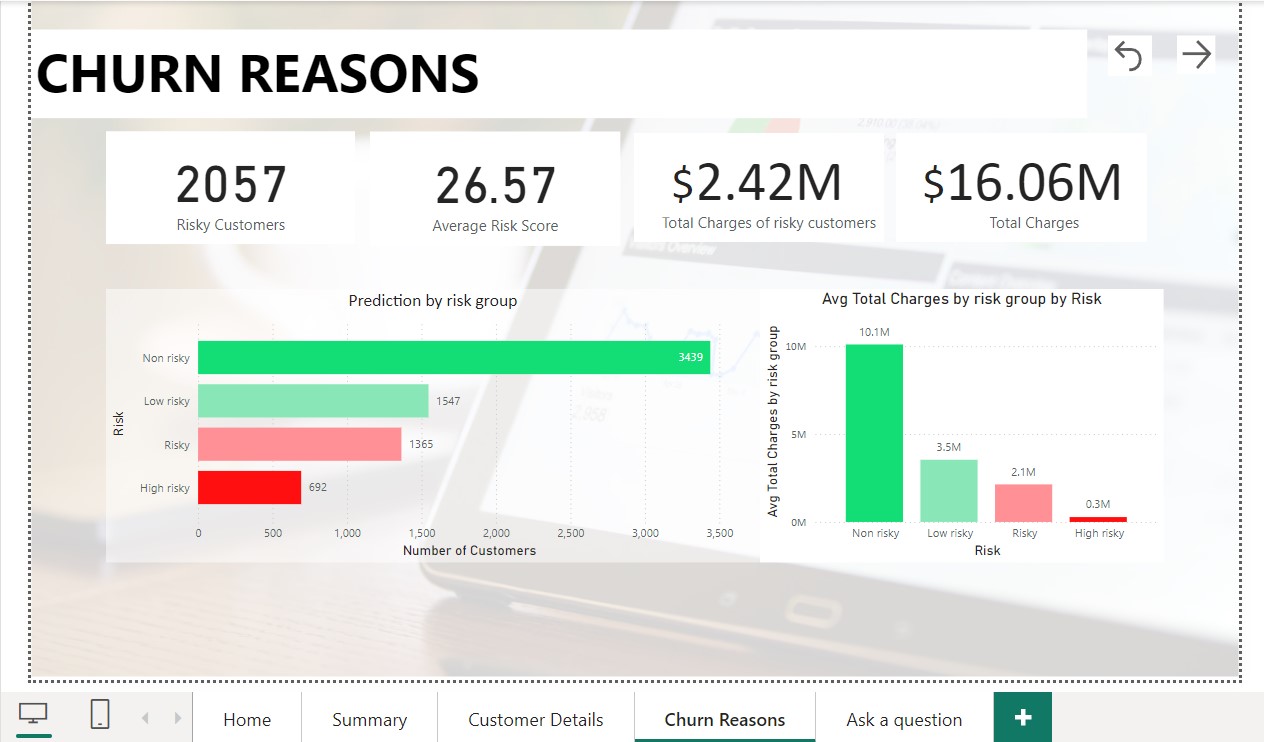 CHURN REASONS
2057
Risky Customers
26.57
Average Risk Score
$2.42M
Total Charges of risky customers
$16.06M
Total Charges
Prediction by risk group
Risk
Non risky
3439
Low risky
1547
Risky
1365
High risky
692
0 500 1,000 1,500 2,000 2,500 3,000 3,500
Number of Customers
Avg Total Charges by risk group by Risk
Avg Total Charges by risk group
10M
5M
0M
10.1M
3.5M
2.1M
0.3M
Non risky Low risky Risky High risky
Risk
Home Summary Customer Details Churn Reasons Ask a question +